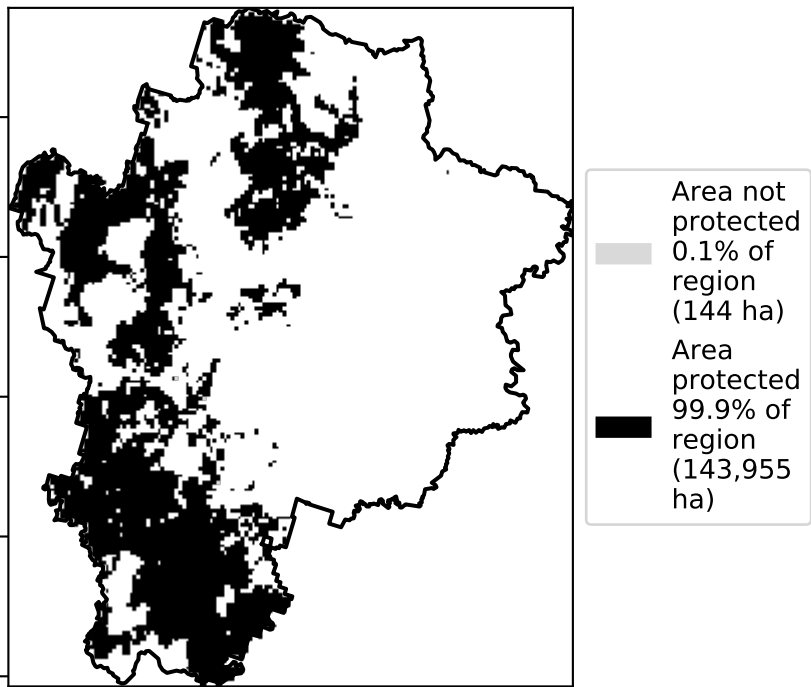 Area not
protected
0.1% of
region
(144 ha)
Area
protected
99.9% of
region
(143,955
ha)